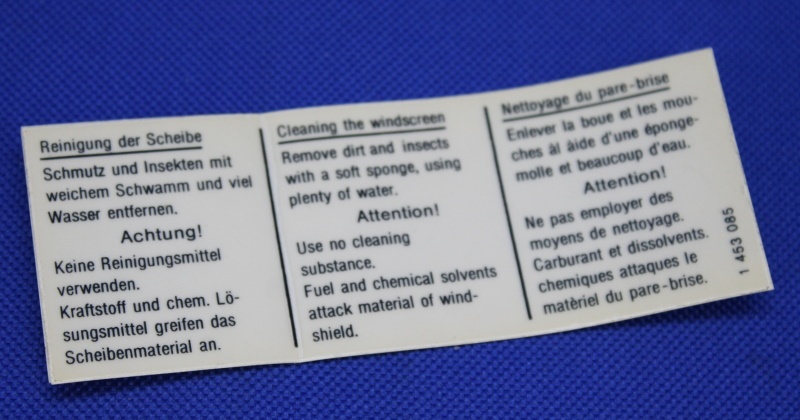 Reinigung der Scheibe
Schmutz und Insekten mit
weichem Schwamm und viel
Wasser entfernen.
Achtung!
Keine Reinigungsmittel
verwenden.
Kraftstoff und chem. Lö-
sungsmittel greifen das
Scheibenmaterial an.
Cleaning the windscreen
Remove dirt and insects
with a soft sponge, using
plenty of water.
Attention!
Use no cleaning
substance.
Fuel and chemical solvents
attack material of wind-
shield.
Nettoyage du pare-brise
Enlever la boue et les mou-
ches àl àide d'une éponge-
molle et beaucoup d'eau.
Attention!
Ne pas employer des
moyens de nettoyage.
Carburant et dissolvents.
chemiques attaques le
matèriel du pare-brise.
1 453 085